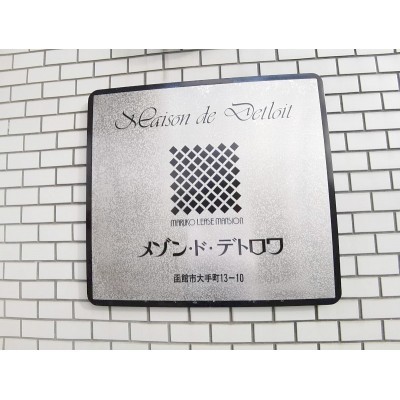 Maison de Detloit
MARUKO LEASE MANSION
メゾン・ド・デトロワ
函館市大手町13-10